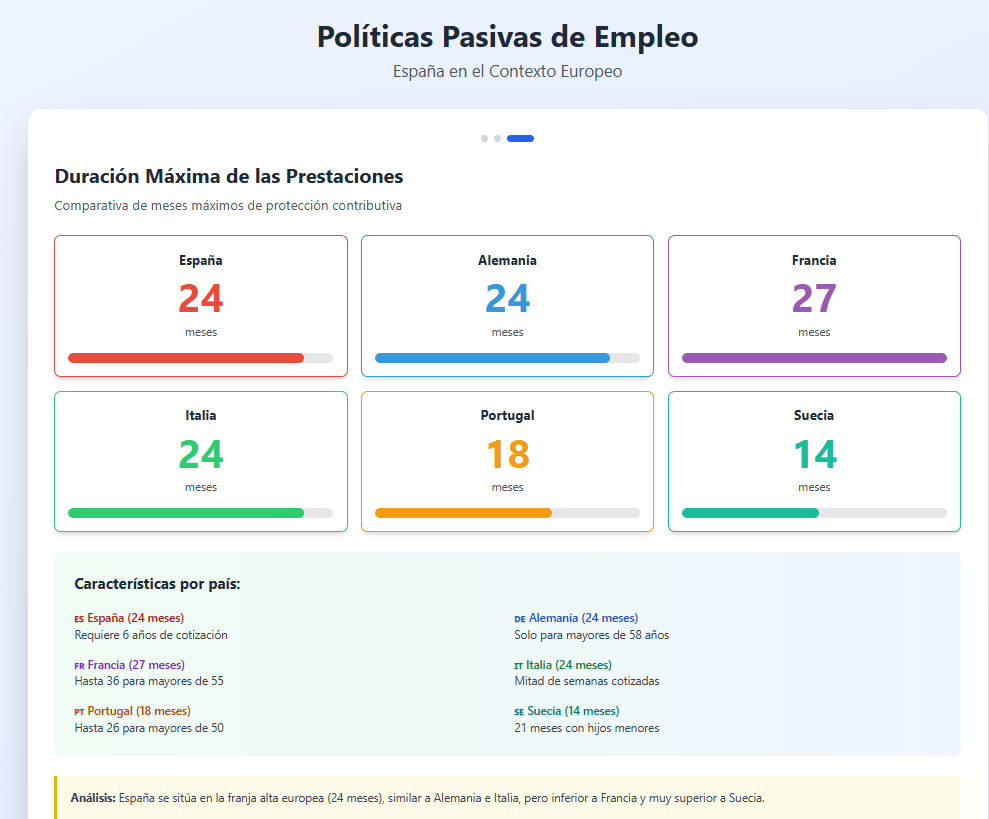 Políticas Pasivas de Empleo
España en el Contexto Europeo
Duración Máxima de las Prestaciones
Comparativa de meses máximos de protección contributiva
España
24
meses
Alemania
24
meses
Francia
27
meses
Italia
24
meses
Portugal
18
meses
Suecia
14
meses
Características por país:
ES España (24 meses)
Requiere 6 años de cotización
DE Alemania (24 meses)
Solo para mayores de 58 años
FR Francia (27 meses)
Hasta 36 para mayores de 55
IT Italia (24 meses)
Mitad de semanas cotizadas
PT Portugal (18 meses)
Hasta 26 para mayores de 50
SE Suecia (14 meses)
21 meses con hijos menores
Análisis: España se sitúa en la franja alta europea (24 meses), similar a Alemania e Italia, pero inferior a Francia y muy superior a Suecia.